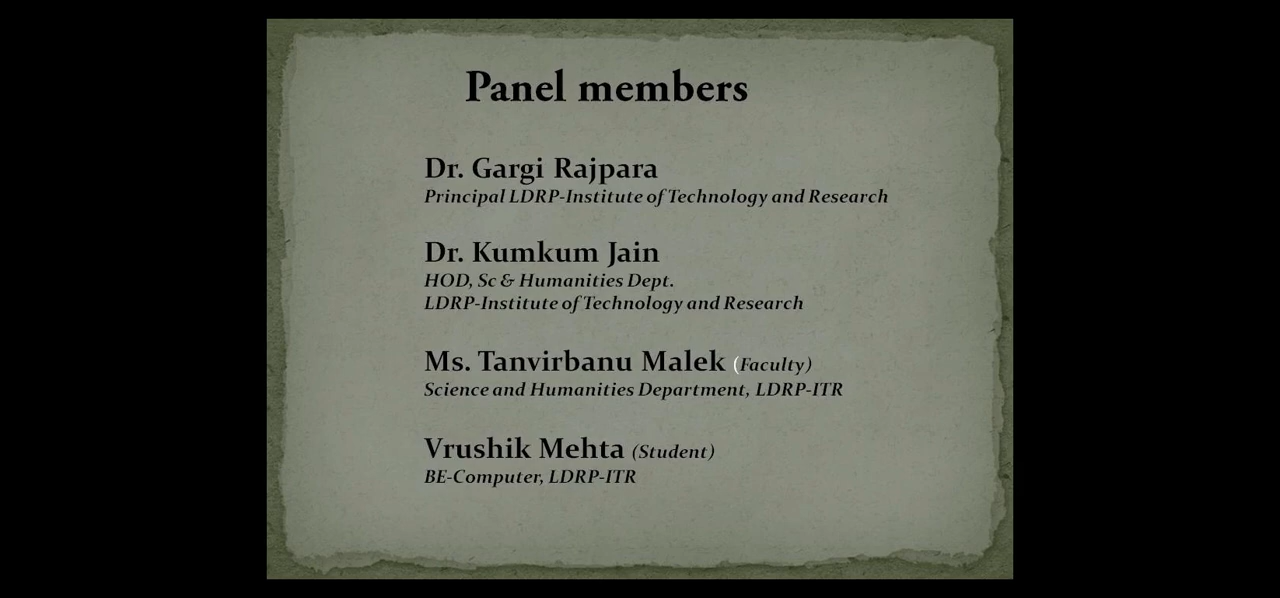 Panel members
Dr. Gargi Rajpara
Principal LDRP-Institute of Technology and Research
Dr. Kumkum Jain
HOD, Sc & Humanities Dept.
LDRP-Institute of Technology and Research
Ms. Tanvirbanu Malek (Faculty)
Science and Humanities Department, LDRP-ITR
Vrushik Mehta (Student)
BE-Computer, LDRP-ITR